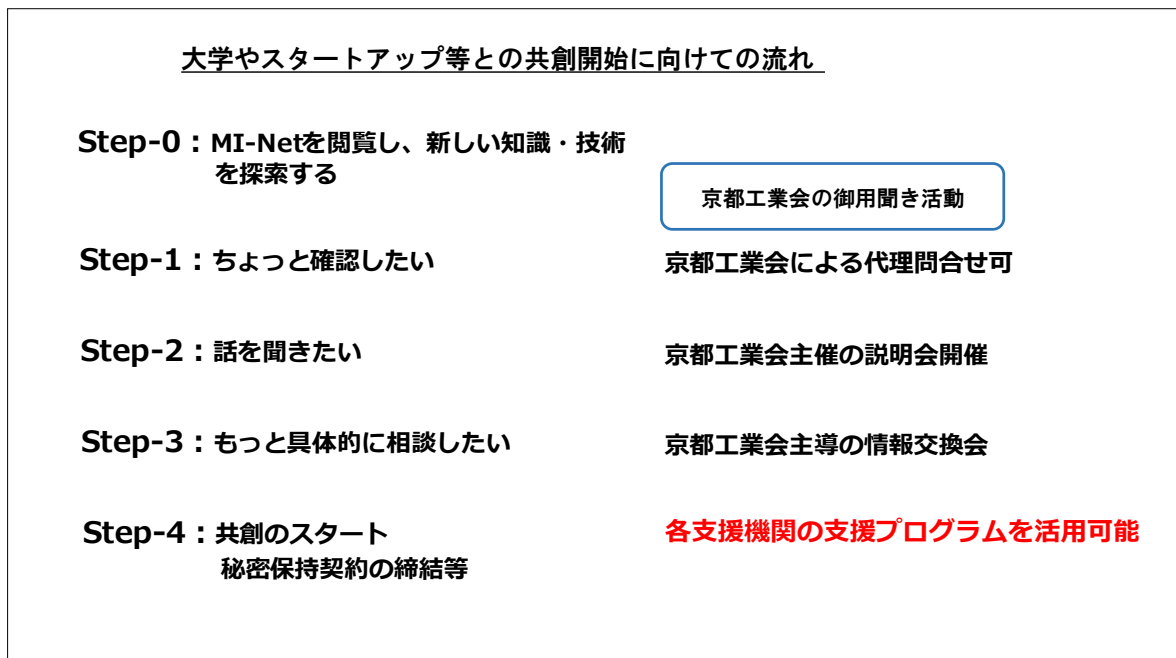 大学やスタートアップ等との共創開始に向けての流れ
Step-0：MI-Netを閲覧し、新しい知識・技術
を探索する
京都工業会の御用聞き活動
Step-1：ちょっと確認したい
京都工業会による代理問合せ可
Step-2：話を聞きたい
京都工業会主催の説明会開催
Step-3：もっと具体的に相談したい
京都工業会主導の情報交換会
Step-4：共創のスタート
各支援機関の支援プログラムを活用可能
秘密保持契約の締結等